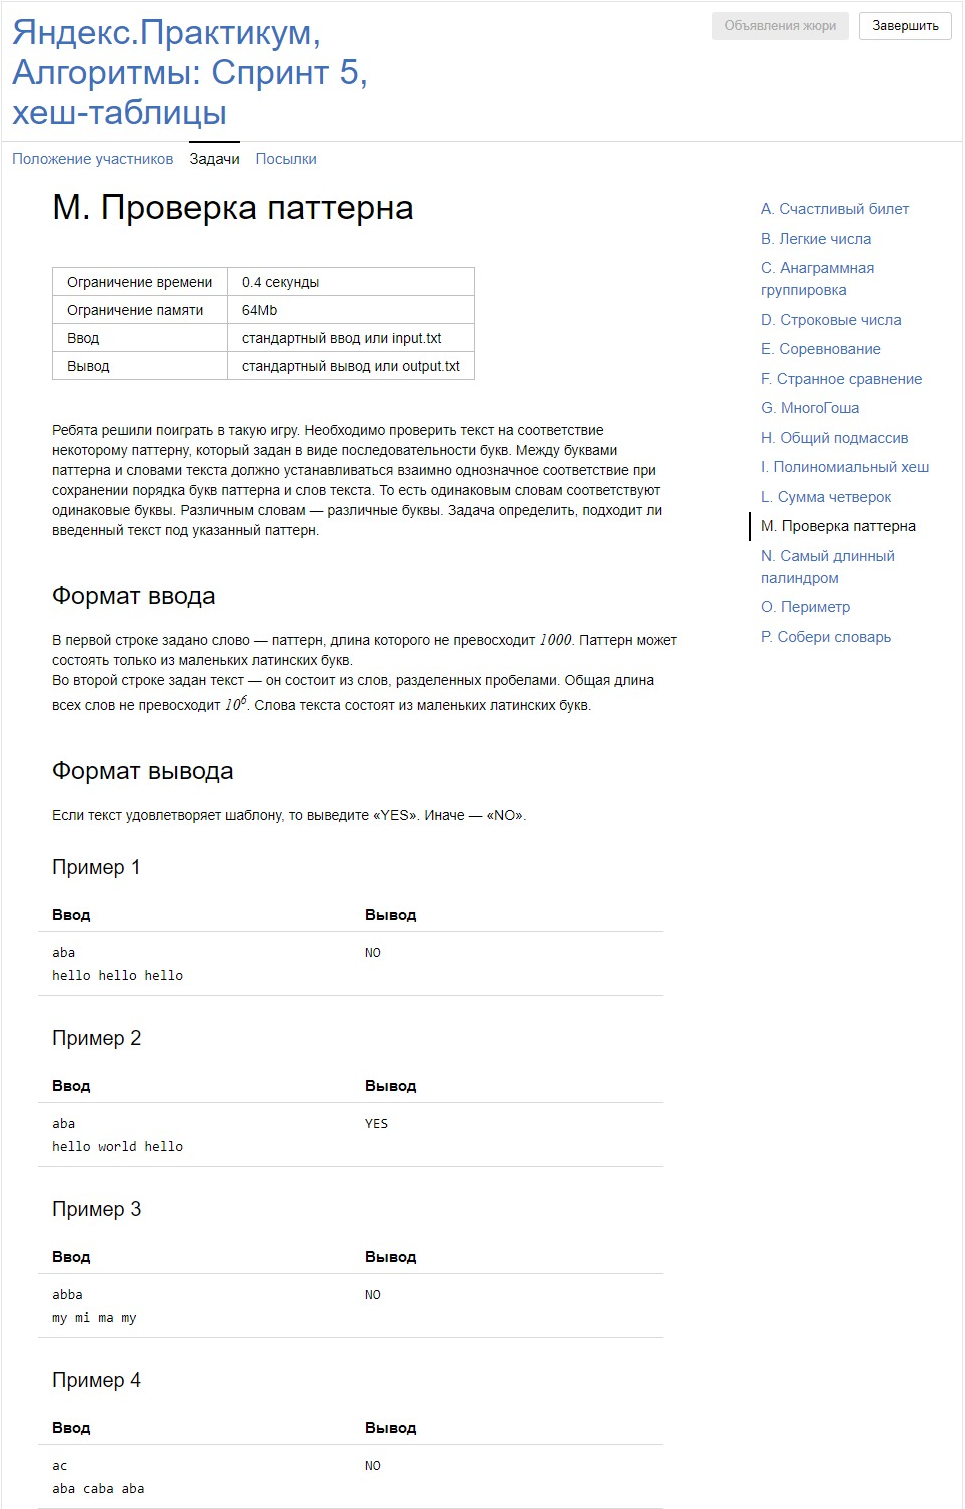 Яндекс.Практикум,
Алгоритмы: Спринт 5,
хеш-таблицы
Объявления жюри
Завершить
Положение участников Задачи Посылки
M. Проверка паттерна
Ограничение времени 0.4 секунды
Ограничение памяти 64Mb
Ввод стандартный ввод или input.txt
Вывод стандартный вывод или output.txt
Ребята решили поиграть в такую игру. Необходимо проверить текст на соответствие
некоторому паттерну, который задан в виде последовательности букв. Между буквами
паттерна и словами текста должно устанавливаться взаимно однозначное соответствие при
сохранении порядка букв паттерна и слов текста. То есть одинаковым словам соответствуют
одинаковые буквы. Различным словам — различные буквы. Задача определить, подходит ли
введенный текст под указанный паттерн.
Формат ввода
В первой строке задано слово — паттерн, длина которого не превосходит 1000. Паттерн может
состоять только из маленьких латинских букв.
Во второй строке задан текст — он состоит из слов, разделенных пробелами. Общая длина
всех слов не превосходит 10⁶. Слова текста состоят из маленьких латинских букв.
Формат вывода
Если текст удовлетворяет шаблону, то выведите «YES». Иначе — «NO».
Пример 1
Ввод Вывод
aba NO
hello hello hello
Пример 2
Ввод Вывод
aba YES
hello world hello
Пример 3
Ввод Вывод
abba NO
my mi ma my
Пример 4
Ввод Вывод
ac NO
aba caba aba
A. Счастливый билет
B. Легкие числа
C. Анаграммная
группировка
D. Строковые числа
E. Соревнование
F. Странное сравнение
G. МногоГоша
H. Общий подмассив
I. Полиномиальный хеш
L. Сумма четверок
M. Проверка паттерна
N. Самый длинный
палиндром
O. Периметр
P. Собери словарь